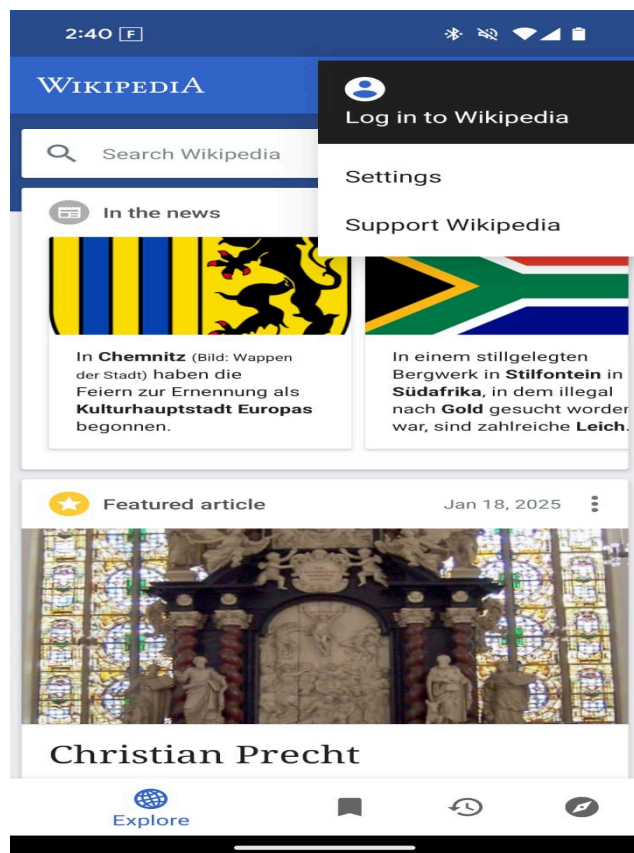 2:40 F
WIKIPEDIA
Log in to Wikipedia
Search Wikipedia
Settings
Support Wikipedia
In the news
In Chemnitz (Bild: Wappen
der Stadt) haben die
Feiern zur Ernennung als
Kulturhauptstadt Europas
begonnen.
In einem stillgelegten
Bergwerk in Stilfontein in
Südafrika, in dem illegal
nach Gold gesucht worden
war, sind zahlreiche Leich.
Featured article
Jan 18, 2025
Christian Precht
Explore